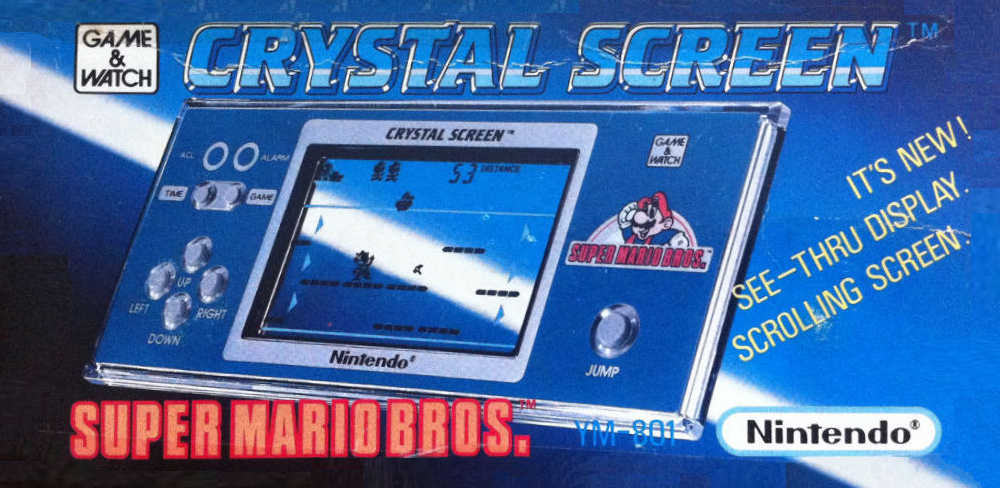 GAME
&
WATCH
CRYSTAL SCREEN™
CRYSTAL SCREEN™
ACL
ALARM
TIME
GAME
53 DISTANCE
GAME
&
WATCH
SUPER MARIO BROS.™
IT'S NEW!
SEE-THRU DISPLAY.
SCROLLING SCREEN.
UP
LEFT
RIGHT
DOWN
JUMP
Nintendo®
SUPER MARIO BROS.™
YM-801
Nintendo®